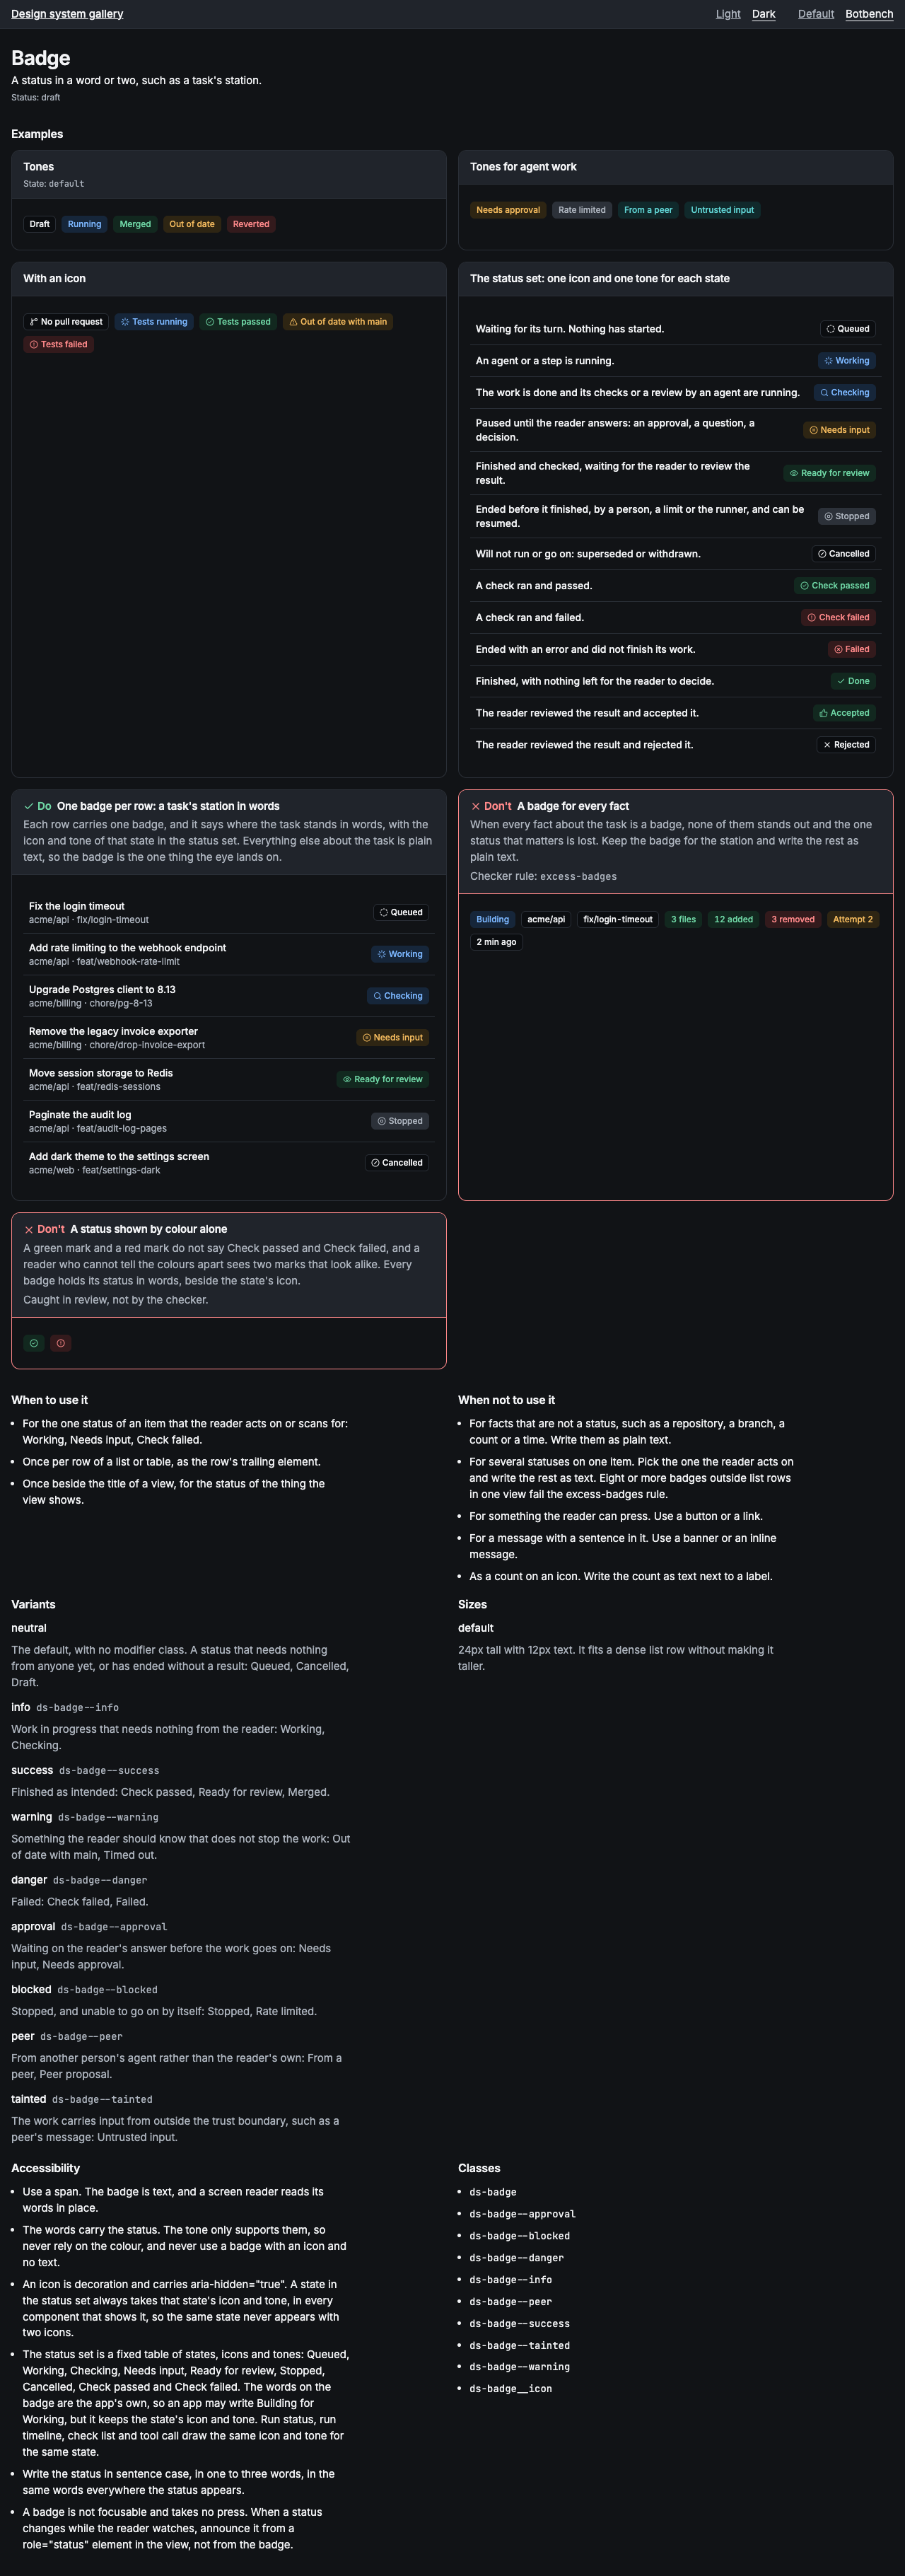 Design system gallery
Light Dark Default Botbench
Badge
A status in a word or two, such as a task's station.
Status: draft
Examples
Tones
State: default
Draft Running Merged Out of date Reverted
Tones for agent work
Needs approval Rate limited From a peer Untrusted input
With an icon
No pull request Tests running Tests passed Out of date with main
Tests failed
The status set: one icon and one tone for each state
Waiting for its turn. Nothing has started. Queued
An agent or a step is running. Working
The work is done and its checks or a review by an agent are running. Checking
Paused until the reader answers: an approval, a question, a
decision. Needs input
Finished and checked, waiting for the reader to review the
result. Ready for review
Ended before it finished, by a person, a limit or the runner, and can be
resumed. Stopped
Will not run or go on: superseded or withdrawn. Cancelled
A check ran and passed. Check passed
A check ran and failed. Check failed
Ended with an error and did not finish its work. Failed
Finished, with nothing left for the reader to decide. Done
The reader reviewed the result and accepted it. Accepted
The reader reviewed the result and rejected it. Rejected
Do One badge per row: a task's station in words
Each row carries one badge, and it says where the task stands in words, with the
icon and tone of that state in the status set. Everything else about the task is plain
text, so the badge is the one thing the eye lands on.
Fix the login timeout
acme/api · fix/login-timeout
Queued
Add rate limiting to the webhook endpoint
acme/api · feat/webhook-rate-limit
Working
Upgrade Postgres client to 8.13
acme/billing · chore/pg-8-13
Checking
Remove the legacy invoice exporter
acme/billing · chore/drop-invoice-export
Needs input
Move session storage to Redis
acme/api · feat/redis-sessions
Ready for review
Paginate the audit log
acme/api · feat/audit-log-pages
Stopped
Add dark theme to the settings screen
acme/web · feat/settings-dark
Cancelled
Don't A badge for every fact
When every fact about the task is a badge, none of them stands out and the one
status that matters is lost. Keep the badge for the station and write the rest as
plain text.
Checker rule: excess-badges
Building acme/api fix/login-timeout 3 files 12 added 3 removed Attempt 2
2 min ago
Don't A status shown by colour alone
A green mark and a red mark do not say Check passed and Check failed, and a
reader who cannot tell the colours apart sees two marks that look alike. Every
badge holds its status in words, beside the state's icon.
Caught in review, not by the checker.
When to use it
• For the one status of an item that the reader acts on or scans for:
Working, Needs input, Check failed.
• Once per row of a list or table, as the row's trailing element.
• Once beside the title of a view, for the status of the thing the
view shows.
When not to use it
• For facts that are not a status, such as a repository, a branch, a
count or a time. Write them as plain text.
• For several statuses on one item. Pick the one the reader acts on
and write the rest as text. Eight or more badges outside list rows
in one view fail the excess-badges rule.
• For something the reader can press. Use a button or a link.
• For a message with a sentence in it. Use a banner or an inline
message.
• As a count on an icon. Write the count as text next to a label.
Variants
neutral
The default, with no modifier class. A status that needs nothing
from anyone yet, or has ended without a result: Queued, Cancelled,
Draft.
info ds-badge--info
Work in progress that needs nothing from the reader: Working,
Checking.
success ds-badge--success
Finished as intended: Check passed, Ready for review, Merged.
warning ds-badge--warning
Something the reader should know that does not stop the work: Out
of date with main, Timed out.
danger ds-badge--danger
Failed: Check failed, Failed.
approval ds-badge--approval
Waiting on the reader's answer before the work goes on: Needs
input, Needs approval.
blocked ds-badge--blocked
Stopped, and unable to go on by itself: Stopped, Rate limited.
peer ds-badge--peer
From another person's agent rather than the reader's own: From a
peer, Peer proposal.
tainted ds-badge--tainted
The work carries input from outside the trust boundary, such as a
peer's message: Untrusted input.
Sizes
default
24px tall with 12px text. It fits a dense list row without making it
taller.
Accessibility
• Use a span. The badge is text, and a screen reader reads its
words in place.
• The words carry the status. The tone only supports them, so
never rely on the colour, and never use a badge with an icon and
no text.
• An icon is decoration and carries aria-hidden="true". A state in
the status set always takes that state's icon and tone, in every
component that shows it, so the same state never appears with
two icons.
• The status set is a fixed table of states, icons and tones: Queued,
Working, Checking, Needs input, Ready for review, Stopped,
Cancelled, Check passed and Check failed. The words on the
badge are the app's own, so an app may write Building for
Working, but it keeps the state's icon and tone. Run status, run
timeline, check list and tool call draw the same icon and tone for
the same state.
• Write the status in sentence case, in one to three words, in the
same words everywhere the status appears.
• A badge is not focusable and takes no press. When a status
changes while the reader watches, announce it from a
role="status" element in the view, not from the badge.
Classes
• ds-badge
• ds-badge--approval
• ds-badge--blocked
• ds-badge--danger
• ds-badge--info
• ds-badge--peer
• ds-badge--success
• ds-badge--tainted
• ds-badge--warning
• ds-badge__icon